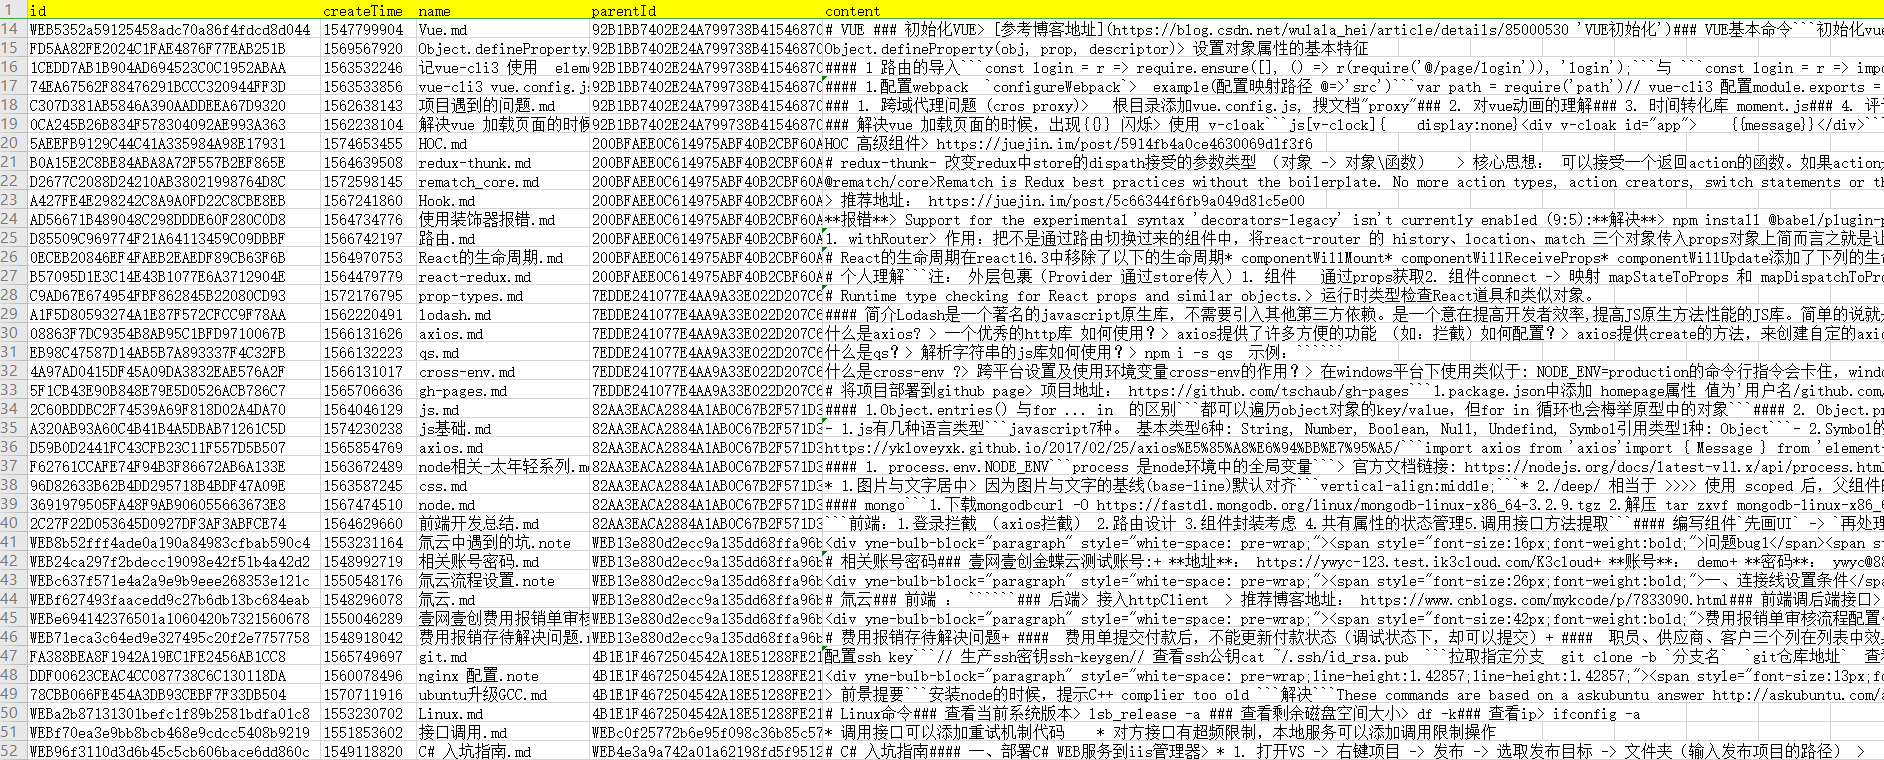 1 id createTime name parentId content
14 WEB5352a59125458adc70a86f4fdcd8d044 1547799904 Vue.md 92B1BB7402E24A799738B41546870 # VUE ### 初始化VUE> [参考博客地址](https://blog.csdn.net/wulala_hei/article/details/85000530 'VUE初始化')### VUE基本命令```初始化vue
15 FD5AA82FE2024C1FAE4876F77EAB251B 1569567920 Object.defineProperty. 92B1BB7402E24A799738B41546870 Object.defineProperty(obj, prop, descriptor)> 设置对象属性的基本特征
16 1CEDD7AB1B904AD694523C0C1952ABAA 1563532246 记vue-cli3 使用 elem 92B1BB7402E24A799738B41546870 #### 1 路由的导入```const login = r => require.ensure([], () => r(require('@/page/login')), 'login');```与 ```const login = r => impo
17 74EA67562F88476291BCCC320944FF3D 1563533856 vue-cli3 vue.config.js 92B1BB7402E24A799738B41546870 #### 1.配置webpack `configureWebpack`> example(配置映射路径 @=>'src')````var path = require('path')// vue-cli3 配置module.exports =
18 C307D381AB5846A390AADDEEA67D9320 1562638143 项目遇到的问题.md 92B1BB7402E24A799738B41546870 ### 1. 跨域代理问题 (cros proxy)> 根目录添加vue.config.js, 搜文档"proxy"### 2. 对vue动画的理解### 3. 时间转化库 moment.js### 4. 评
19 0CA245B26B834F578304092AE993A363 1562238104 解决vue 加载页面的时候 92B1BB7402E24A799738B41546870 ### 解决vue 加载页面的时候，出现{{}} 闪烁> 使用 v-cloak```js[v-clock]{ display:none}<div v-cloak id="app"> {{message}}</div>```
20 5AEEFB9129C44C41A335984A98E17931 1574653455 HOC.md 200BFAEE0C614975ABF40B2CBF60A HOC 高级组件> https://juejin.im/post/5914fb4a0ce4630069d1f3f6
21 B0A15E2C8BE84ABA8A72F557B2EF865E 1564639508 redux-thunk.md 200BFAEE0C614975ABF40B2CBF60A # redux-thunk- 改变redux中store的dispath接受的参数类型 （对象 -> 对象\函数） > 核心思想： 可以接受一个返回action的函数。如果action
22 D2677C2088D24210AB38021998764D8C 1572598145 rematch_core.md 200BFAEE0C614975ABF40B2CBF60A @rematch/core>Rematch is Redux best practices without the boilerplate. No more action types, action creators, switch statements or th
23 A427FE4E298242C8A9A0FD22C8CBE8EB 1567241860 Hook.md 200BFAEE0C614975ABF40B2CBF60A > 推荐地址： https://juejin.im/post/5c66344f6fb9a049d81c5e00
24 AD56671B489048C298DDDE60F280C0D8 1564734776 使用装饰器报错.md 200BFAEE0C614975ABF40B2CBF60A **报错**> Support for the experimental syntax 'decorators-legacy' isn't currently enabled (9:5):**解决**> npm install @babel/plugin-p
25 D85509C969774F21A64113459C09DBBF 1566742197 路由.md 200BFAEE0C614975ABF40B2CBF60A 1. withRouter> 作用：把不是通过路由切换过来的组件中，将react-router 的 history、location、match 三个对象传入props对象上简而言之就是让
26 0ECEB20846EF4FAEB2EAEDF89CB63F6B 1570523754 React的生命周期.md 200BFAEE0C614975ABF40B2CBF60A React的生命周期在react16.3中移除了以下的生命周期* componentWillMount* componentWillReceiveProps* componentWillUpdate添加了下列的生命
27 B57095D1E3C14E43B1077E6A3712904E 1564479779 react-redux.md 200BFAEE0C614975ABF40B2CBF60A # 个人理解```注： 外层包裹（Provider 通过store传入）1. 组件 通过props获取2. 组件connect -> 映射 mapStateToProps 和 mapDispatchToPro
28 C9AD67E674954FBF862845B22080CD93 1572176795 prop-types.md 7EDDE241077E4AA9A33E022D207C6 # Runtime type checking for React props and similar objects.> 运行时类型检查React道具和类似对象。
29 A1F5D80593274A1E87F572CFCC9F78AA 1562220491 lodash.md 7EDDE241077E4AA9A33E022D207C6 #### 简介Lodash是一个著名的javascript原生库，不需要引入其他第三方依赖。是一个意在提高开发者效率,提高JS原生方法性能的JS库。简单的说就是
30 08863F7DC9354B8AB95C1BFD9710067B 1566131626 axios.md 7EDDE241077E4AA9A33E022D207C6 什么是axios? > 一个优秀的http库 如何使用？> axios提供了许多方便的功能 （如：拦截）如何配置？> axios提供create的方法，来创建自定的axio
31 EB98C47587D14AB5B7A893337F4C32FB 1566132223 qs.md 7EDDE241077E4AA9A33E022D207C6 什么是qs？> 解析字符串的js库如何使用？> npm i -s qs 示例：``````
32 4A97AD0415DF45A09DA3832EAE576A2F 1566131017 cross-env.md 7EDDE241077E4AA9A33E022D207C6 什么是cross-env ?> 跨平台设置及使用环境变量cross-env的作用？> 在windows平台下使用类似于: NODE_ENV=production的命令行指令会卡住，windo
33 5F1CB43E90B848E79E5D0526ACB786C7 1565706636 gh-pages.md 7EDDE241077E4AA9A33E022D207C6 # 将项目部署到github page> 项目地址： https://github.com/tschaub/gh-pages```1.package.json中添加 homepage属性 值为'用户名/github.com/
34 2C60BDDBC2F74539A69F818D02A4DA70 1564046129 js.md 82AA3EACA2884A1AB0C67B2F571D3 #### 1.Object.entries() 与for ... in 的区别```都可以遍历object对象的key/value，但for in 循环也会梅举原型中的对象```#### 2. Object.pr
35 A320AB93A60C4B41B4A5DBAB71261C5D 1574230238 js基础.md 82AA3EACA2884A1AB0C67B2F571D3 - 1.js有几种语言类型```javascript7种。 基本类型6种: String, Number, Boolean, Null, Undefind, Symbol引用类型1种: Object```- 2.Symbol的
36 D59B0D2441FC43CFB23C11F557D5B507 1565854769 axios.md 82AA3EACA2884A1AB0C67B2F571D3 https://ykloveyxk.github.io/2017/02/25/axios%E5%85%A8%E6%94%BB%E7%95%A5/```import axios from 'axios'import { Message } from 'element-
37 F62761CCAFE74F94B3F86672AB6A133E 1563672489 node相关-太年轻系列.md 82AA3EACA2884A1AB0C67B2F571D3 #### 1. process.env.NODE_ENV```process 是node环境中的全局变量```> 官方文档链接: https://nodejs.org/docs/latest-v11.x/api/process.html
38 96D82633B62B4DD295718B4BDF47A09E 1563587245 css.md 82AA3EACA2884A1AB0C67B2F571D3 * 1.图片与文字居中> 因为图片与文字的基线(base-line)默认对齐```vertical-align:middle;```* 2./deep/ 相当于 >>>> 使用 scoped 后，父组件的
39 3691979505FA48F9AB906055663673E8 1567474510 node.md 82AA3EACA2884A1AB0C67B2F571D3 #### mongo```1.下载mongodbcurl -O https://fastdl.mongodb.org/linux/mongodb-linux-x86_64-3.2.9.tgz 2.解压 tar zxvf mongodb-linux-x86_6
40 2C27F22D053645D0927DF3AF3ABFCE74 1564629660 前端开发总结.md 82AA3EACA2884A1AB0C67B2F571D3 ```前端：1.登录拦截 （axios拦截） 2.路由设计 3.组件封装考虑 4.共有属性的状态管理5.调用接口方法提取```#### 编写组件`先画UI` -> `再处理
41 WEB8b52fff4ade0a190a84983cfbab590c4 1553231164 氚云中遇到的坑.note WEB13e880d2ecc9a135dd68ffa96b <div yne-bulb-block="paragraph" style="white-space: pre-wrap;"><span style="font-size:16px;font-weight:bold;">问题bug1</span><span s
42 WEB24ca297f2bdecc19098e42f51b4a42d2 1548992719 相关账号密码.md WEB13e880d2ecc9a135dd68ffa96b # 相关账号密码### 壹网壹创金蝶云测试账号:+ **地址**： https://ywyc-123.test.ik3cloud.com/K3cloud+ **账号**： demo+ **密码**： ywyc@88
43 WEBc637f571e4a2a9e9b9eee268353e121c 1550548176 氚云流程设置.note WEB13e880d2ecc9a135dd68ffa96b <div yne-bulb-block="paragraph" style="white-space: pre-wrap;"><span style="font-size:26px;font-weight:bold;">一、连接线设置条件</sp
44 WEBf627493faacedd9c27b6db13bc684eab 1548296078 氚云.md WEB13e880d2ecc9a135dd68ffa96b # 氚云### 前端 ： ``````### 后端> 接入httpClient > 推荐博客地址： https://www.cnblogs.com/mykcode/p/7833090.html### 前端调后端接口>
45 WEBe694142376501a1060420b7321560678 1550046289 壹网壹创费用报销单审核 WEB13e880d2ecc9a135dd68ffa96b <div yne-bulb-block="paragraph" style="white-space: pre-wrap;"><span style="font-size:42px;font-weight:bold;">费用报销单审核流程配置<
46 WEB71eca3c64ed9e327495c20f2e7757758 1548918042 费用报销存待解决问题. WEB13e880d2ecc9a135dd68ffa96b # 费用报销存待解决问题+ #### 费用单提交付款后，不能更新付款状态（调试状态下，却可以提交）+ #### 职员、供应商、客户三个列在列表中效
47 FA388BEA8F1942A19EC1FE2456AB1CC8 1565749697 git.md 4B1E1F4672504542A18E51288FE21 配置ssh key```// 生产ssh密钥ssh-keygen// 查看ssh公钥cat ~/.ssh/id_rsa.pub ```拉取指定分支 git clone -b `分支名` `git仓库地址` 查看
48 DDF00623CEAC4CC087738C6C130118DA 1560078496 nginx 配置.note 4B1E1F4672504542A18E51288FE21 <div yne-bulb-block="paragraph" style="white-space: pre-wrap;line-height:1.42857;line-height:1.42857;"><span style="font-size:13px;fon
49 78CBB066FE454A3DB93CEBF7F33DB504 1570711916 ubuntu升级GCC.md 4B1E1F4672504542A18E51288FE21 > 前景提要```安装node的时候，提示C++ complier too old ```解决```These commands are based on a askubuntu answer http://askubuntu.com/a
50 WEBa2b87131301befc1f89b2581bdfa01c8 1553230702 Linux.md 4B1E1F4672504542A18E51288FE21 # Linux命令### 查看当前系统版本> lsb_release -a ### 查看剩余磁盘空间大小> df -k### 查看ip> ifconfig -a
51 WEBf70ea3e9bb8bcb468e9cdcc5408b9219 1551853602 接口调用.md WEBc0f25772b6e95f098c36b85c57 * 调用接口可以添加重试机制代码 * 对方接口有超频限制，本地服务可以添加调用限制操作
52 WEB96f3110d3d6b45c5cb606bace6dd860c 1549118820 C# 入坑指南.md WEB4e3a9a742a01a62198fd5f9512 # C# 入坑指南#### 一、部署C# WEB服务到iis管理器> * 1. 打开VS -> 右键项目 -> 发布 -> 选取发布目标 -> 文件夹（输入发布项目的路径） >